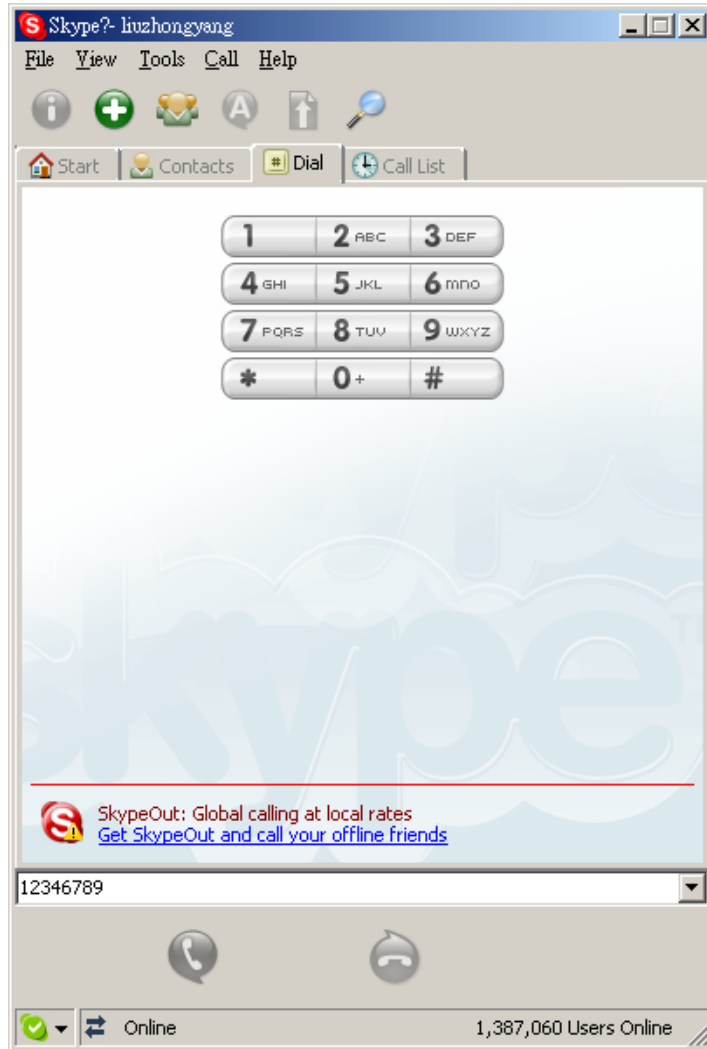 Skype?- liuzhongyang
File View Tools Call Help
Start Contacts # Dial Call List
1 2 ABC 3 DEF
4 GHI 5 JKL 6 mno
7 PQRS 8 TUV 9 WXYZ
* 0 + #
skype
SkypeOut: Global calling at local rates
Get SkypeOut and call your offline friends
12346789
Online 1,387,060 Users Online